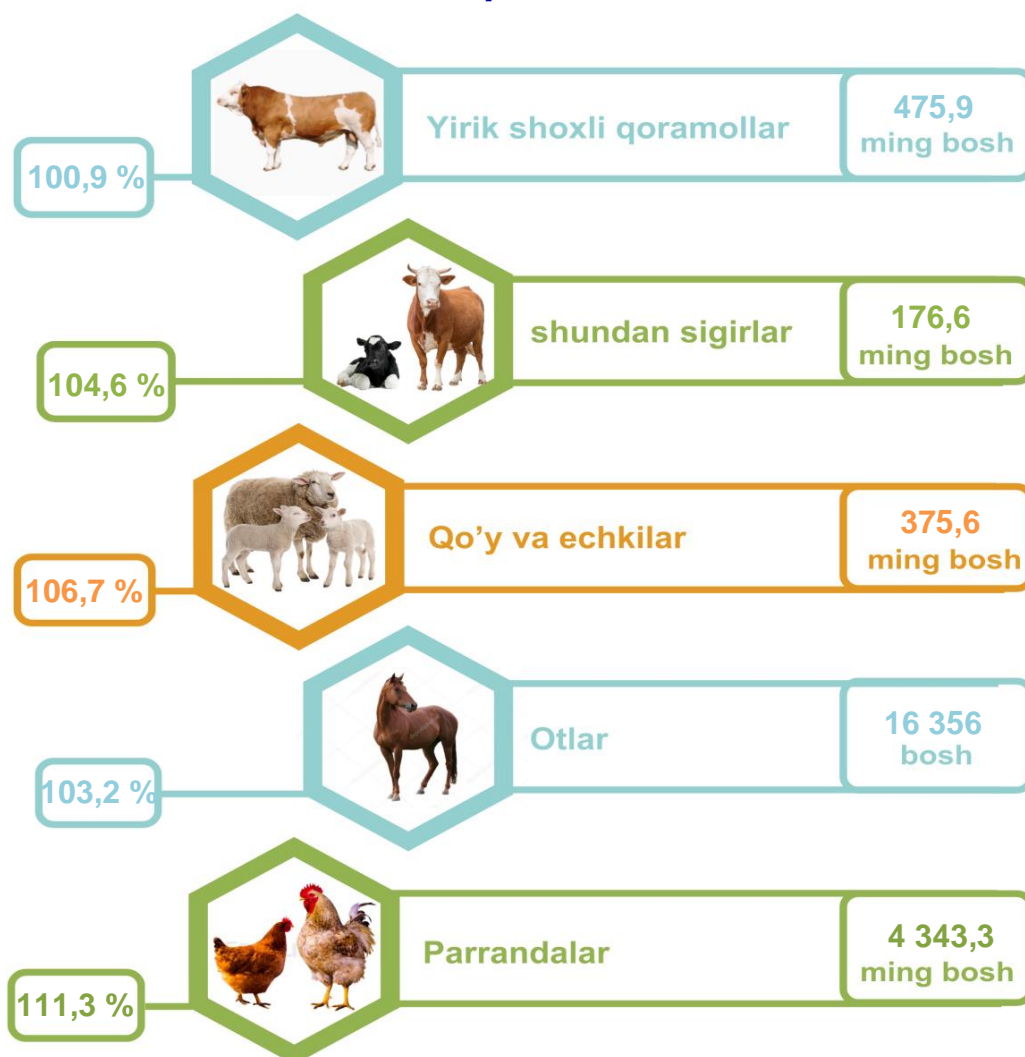 Yirik shoxli qoramollar
475,9
ming bosh
100,9 %
shundan sigirlar
176,6
ming bosh
104,6 %
Qo’y va echkilar
375,6
ming bosh
106,7 %
Otlar
16 356
bosh
103,2 %
Parrandalar
4 343,3
ming bosh
111,3 %